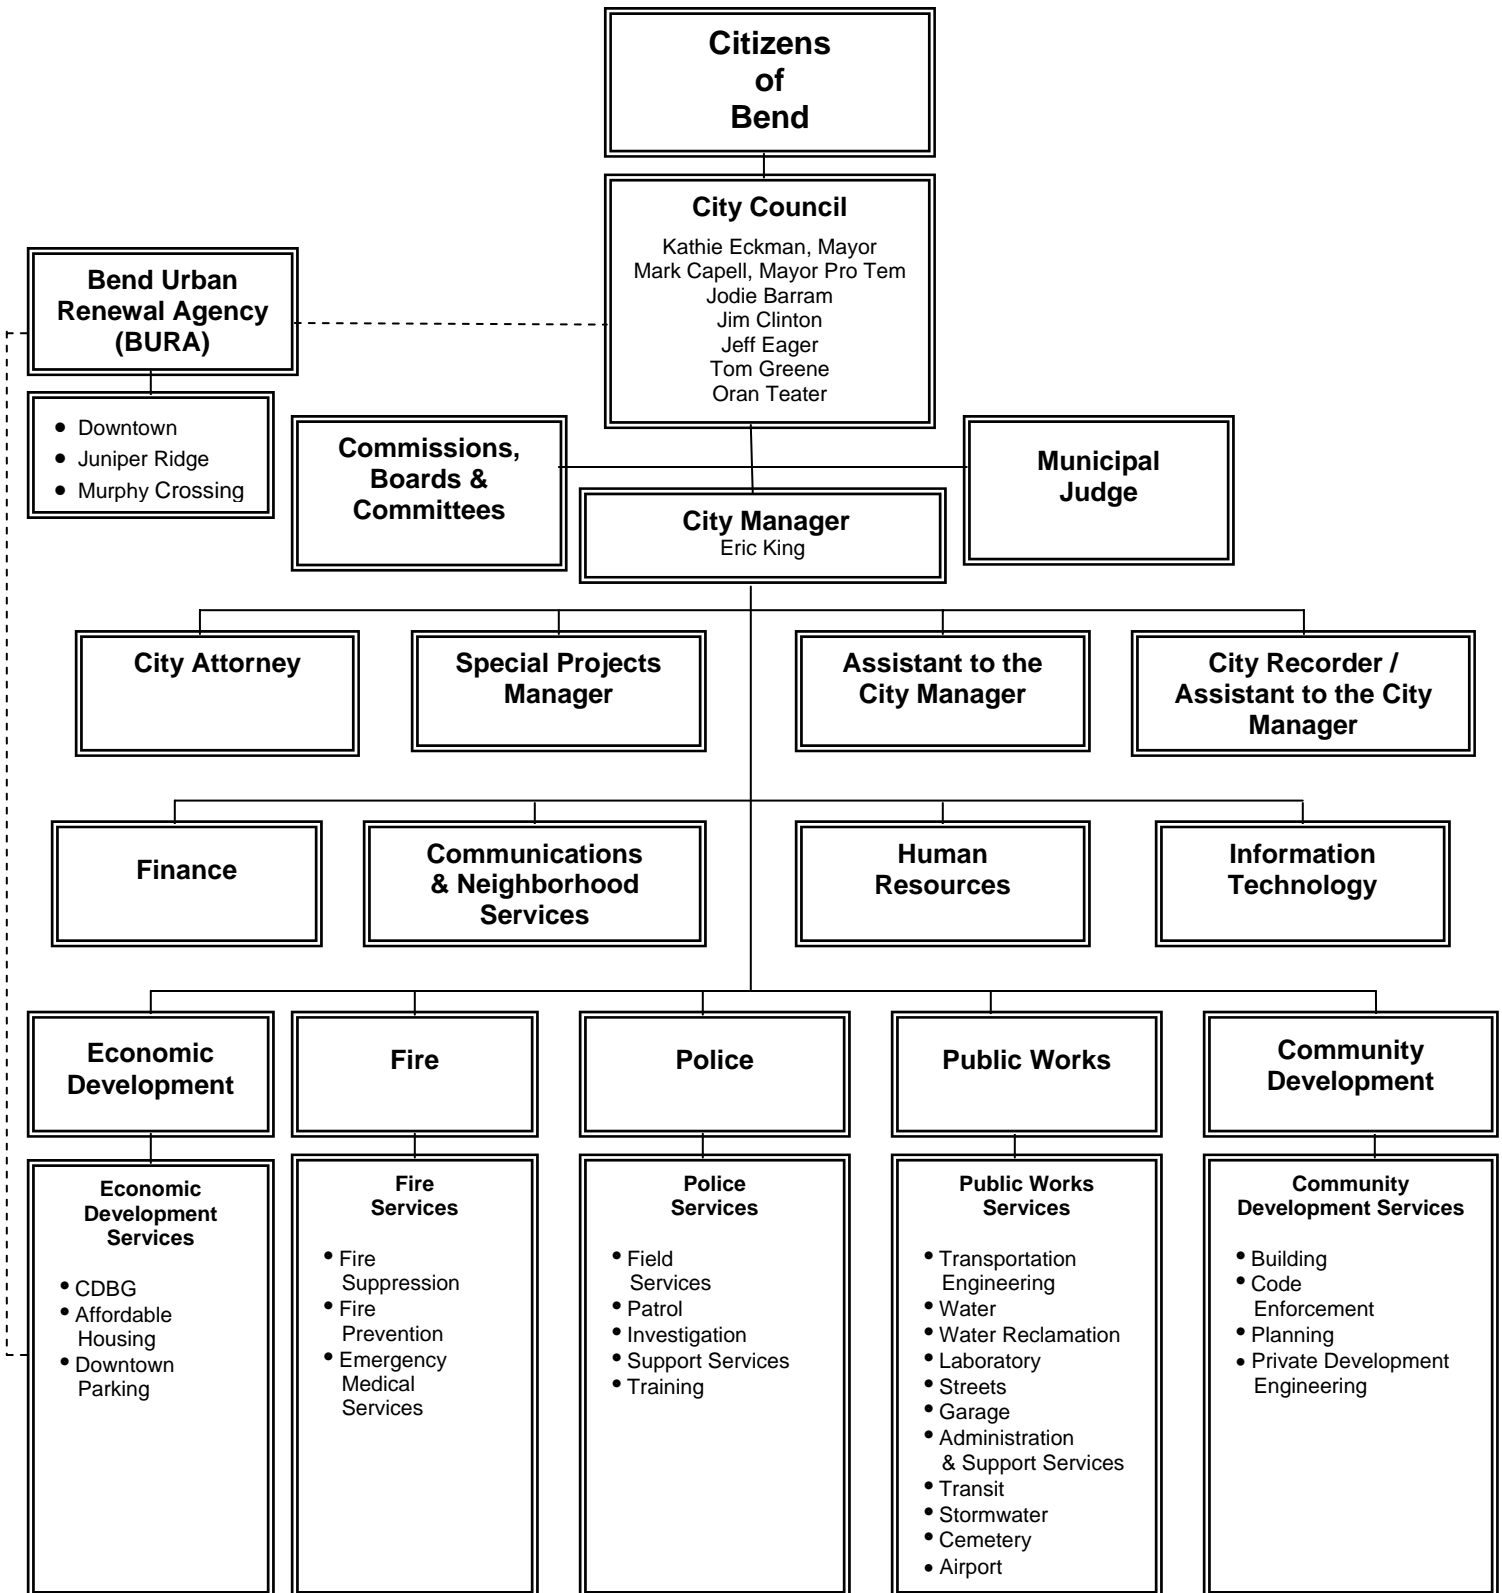 Citizens
of
Bend
City Council
Kathie Eckman, Mayor
Mark Capell, Mayor Pro Tem
Jodie Barram
Jim Clinton
Jeff Eager
Tom Greene
Oran Teater
Bend Urban
Renewal Agency
(BURA)
• Downtown
• Juniper Ridge
• Murphy Crossing
Commissions,
Boards &
Committees
Municipal
Judge
City Manager
Eric King
City Attorney
Special Projects
Manager
Assistant to the
City Manager
City Recorder /
Assistant to the City
Manager
Finance
Communications
& Neighborhood
Services
Human
Resources
Information
Technology
Economic
Development
Fire
Police
Public Works
Community
Development
Economic
Development
Services
• CDBG
• Affordable
Housing
• Downtown
Parking
Fire
Services
• Fire
Suppression
• Fire
Prevention
• Emergency
Medical
Services
Police
Services
• Field
Services
• Patrol
• Investigation
• Support Services
• Training
Public Works
Services
• Transportation
Engineering
• Water
• Water Reclamation
• Laboratory
• Streets
• Garage
• Administration
& Support Services
• Transit
• Stormwater
• Cemetery
• Airport
Community
Development Services
• Building
• Code
Enforcement
• Planning
• Private Development
Engineering